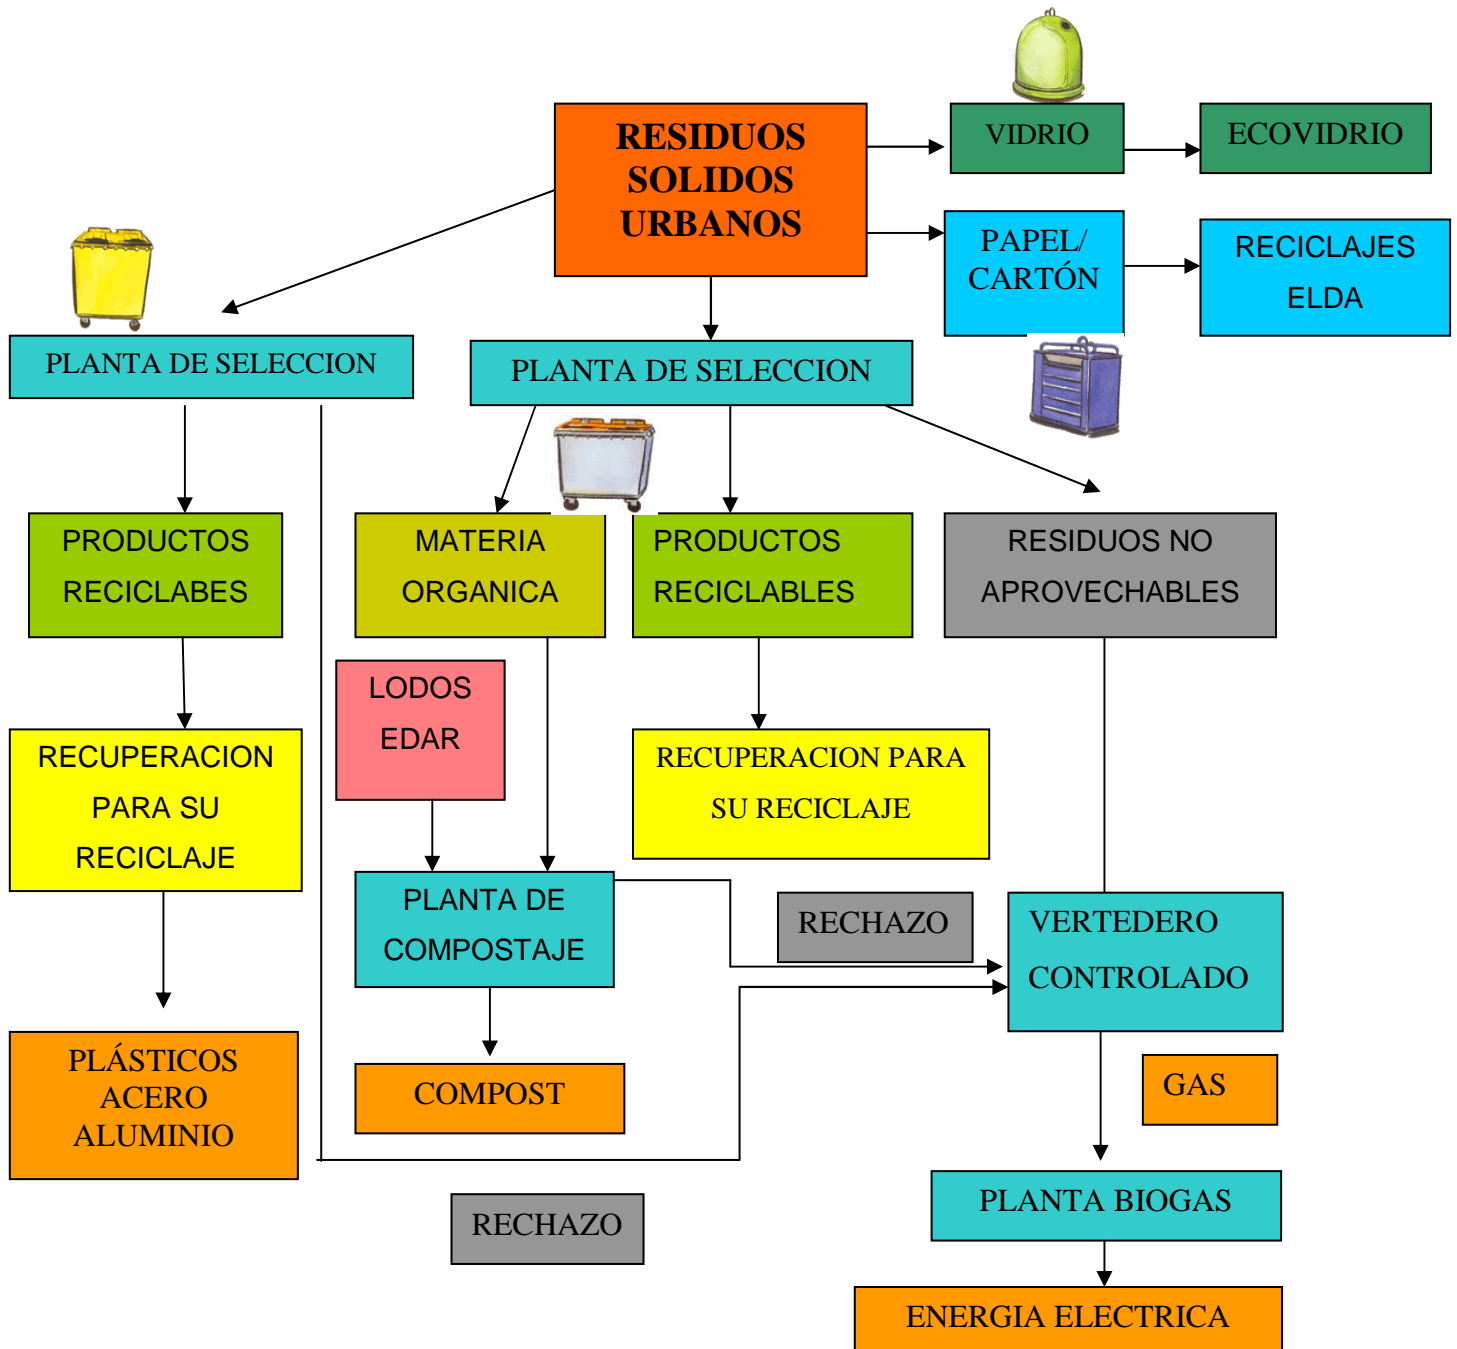 RESIDUOS
SOLIDOS
URBANOS
VIDRIO
ECOVIDRIO
PAPEL/
CARTÓN
RECICLAJES
ELDA
PLANTA DE SELECCION
PLANTA DE SELECCION
PRODUCTOS
RECICLABES
MATERIA
ORGANICA
PRODUCTOS
RECICLABLES
RESIDUOS NO
APROVECHABLES
LODOS
EDAR
RECUPERACION
PARA SU
RECICLAJE
RECUPERACION PARA
SU RECICLAJE
PLANTA DE
COMPOSTAJE
RECHAZO
VERTEDERO
CONTROLADO
PLÁSTICOS
ACERO
ALUMINIO
COMPOST
GAS
RECHAZO
PLANTA BIOGAS
ENERGIA ELECTRICA